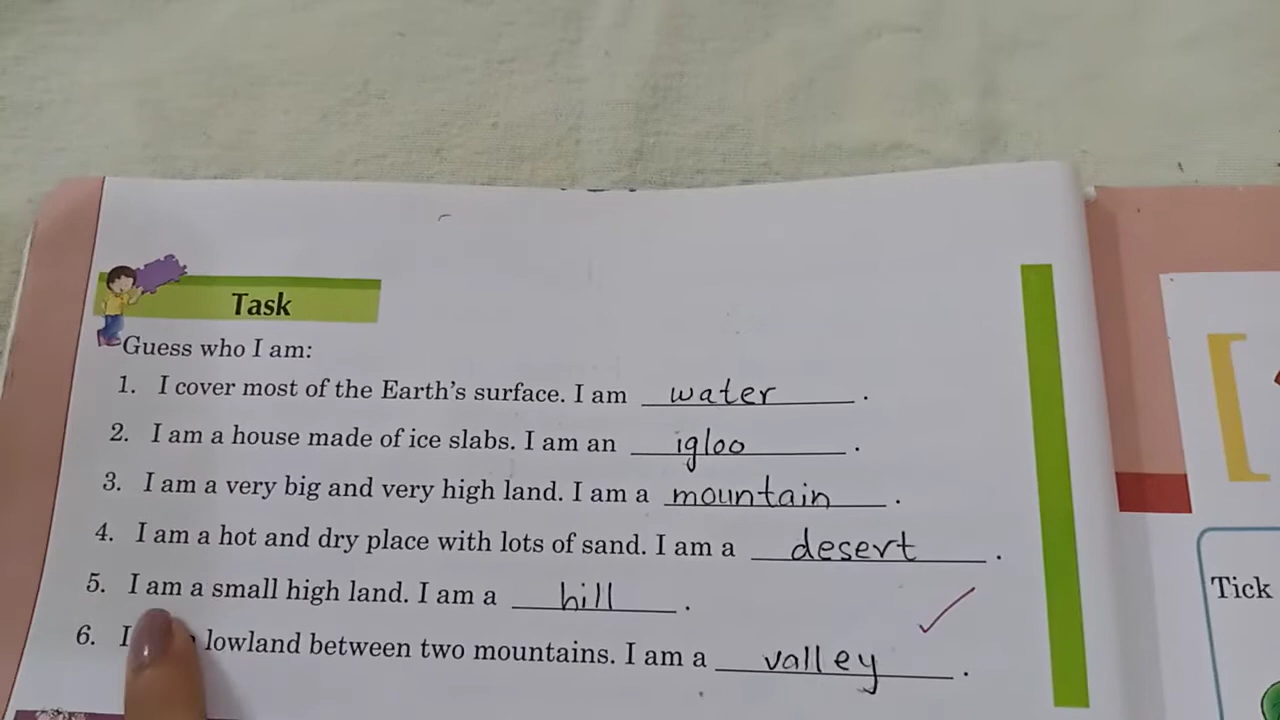 Task
Guess who I am:
1. I cover most of the Earth's surface. I am water.
2. I am a house made of ice slabs. I am an igloo.
3. I am a very big and very high land. I am a mountain.
4. I am a hot and dry place with lots of sand. I am a desert.
5. I am a small high land. I am a hill.
6. I lowland between two mountains. I am a valley.
Tick